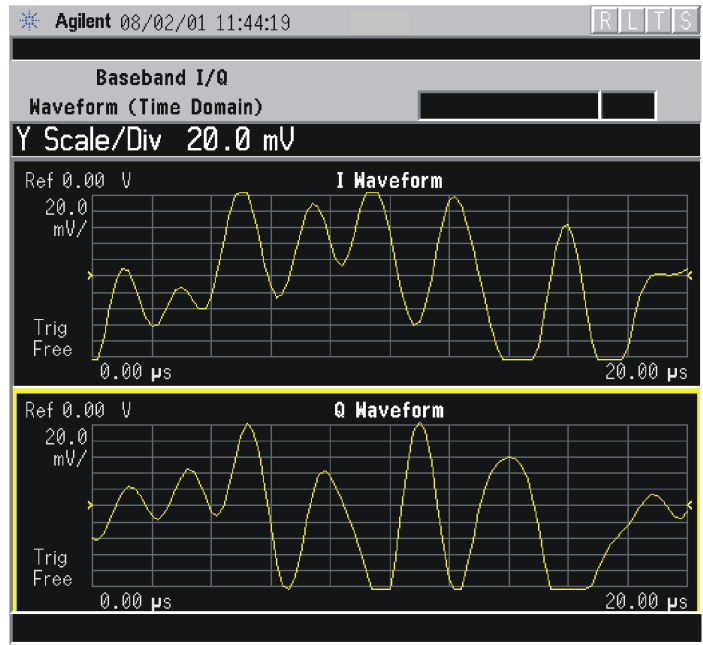 Agilent 08/02/01 11:44:19 R L T S
Baseband I/Q
Waveform (Time Domain)
Y Scale/Div 20.0 mV
Ref 0.00 V I Waveform
20.0
mV/
Trig
Free
0.00 µs 20.00 µs
Ref 0.00 V Q Waveform
20.0
mV/
Trig
Free
0.00 µs 20.00 µs